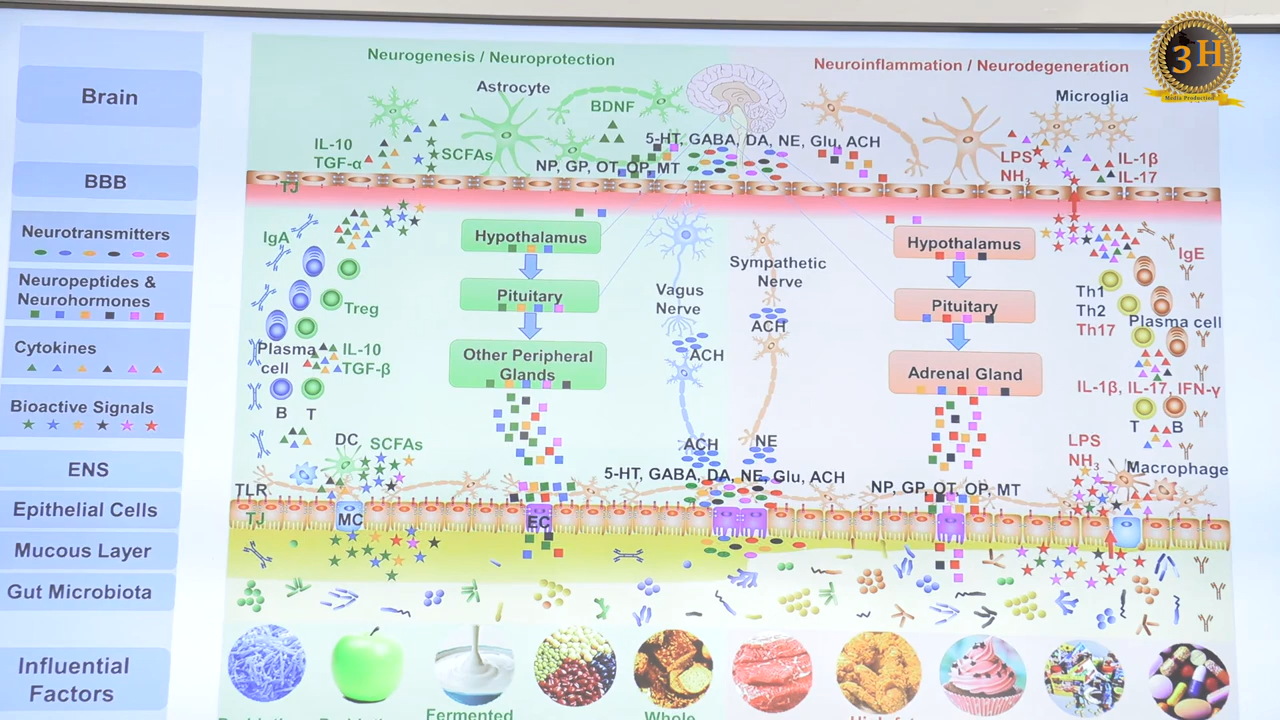 3H
Media Production
Neurogenesis / Neuroprotection
Neuroinflammation / Neurodegeneration
Brain
Astrocyte
BDNF
Microglia
IL-10
TGF-α
SCFAs
5-HT, GABA, DA, NE, Glu, ACH
NP, GP, OT, OP, MT
LPS
NH3
IL-1β
IL-17
BBB
TJ
Neurotransmitters
IgA
Hypothalamus
Hypothalamus
IgE
Sympathetic
Nerve
Neuropeptides &
Neurohormones
Treg
Pituitary
Vagus
Nerve
Pituitary
Th1
Th2
Th17
Plasma cell
ACH
Cytokines
Plasma
cell
IL-10
TGF-β
Other Peripheral
Glands
ACH
Adrenal Gland
IL-1β, IL-17, IFN-γ
Bioactive Signals
B T
T B
DC
SCFAs
ACH
NE
LPS
NH3
Macrophage
ENS
5-HT, GABA, DA, NE, Glu, ACH
NP, GP, OT, OP, MT
TLR
Epithelial Cells
TJ
MC
EC
Mucous Layer
Gut Microbiota
Influential
Factors
Fermented
Whole